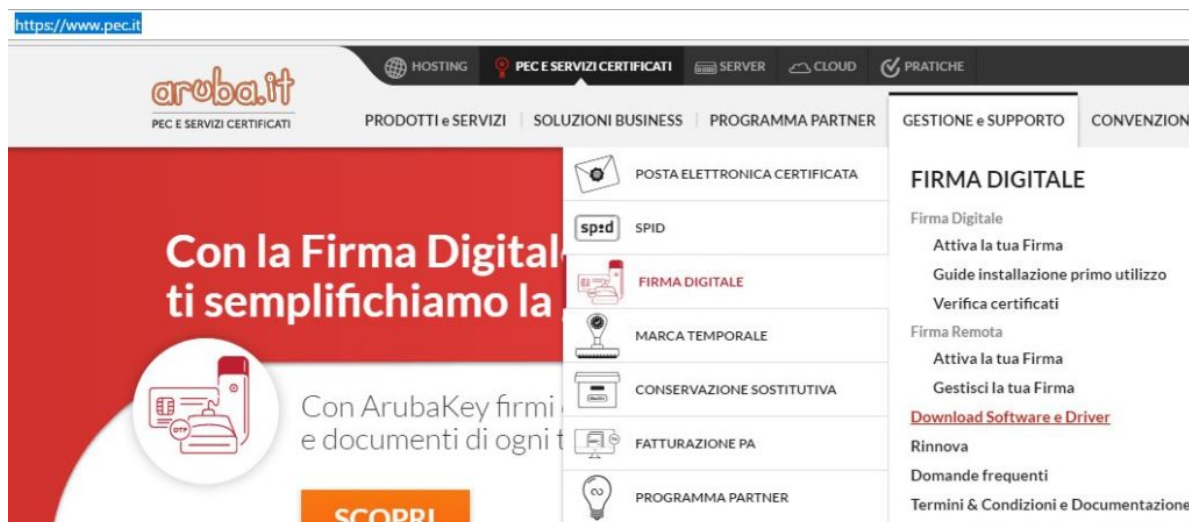 https://www.pec.it
HOSTING
PEC E SERVIZI CERTIFICATI
SERVER
CLOUD
PRATICHE
aruba.it
PEC E SERVIZI CERTIFICATI
PRODOTTI e SERVIZI
SOLUZIONI BUSINESS
PROGRAMMA PARTNER
GESTIONE e SUPPORTO
CONVENZION
Con la Firma Digital
ti semplifichiamo la
Con ArubaKey firmi
e documenti di ogni t
SCOPRI
POSTA ELETTRONICA CERTIFICATA
spid
SPID
FIRMA DIGITALE
MARCA TEMPORALE
CONSERVAZIONE SOSTITUTIVA
FATTURAZIONE PA
PROGRAMMA PARTNER
FIRMA DIGITALE
Firma Digitale
Attiva la tua Firma
Guide installazione primo utilizzo
Verifica certificati
Firma Remota
Attiva la tua Firma
Gestisci la tua Firma
Download Software e Driver
Rinnova
Domande frequenti
Termini & Condizioni e Documentazione
OTP